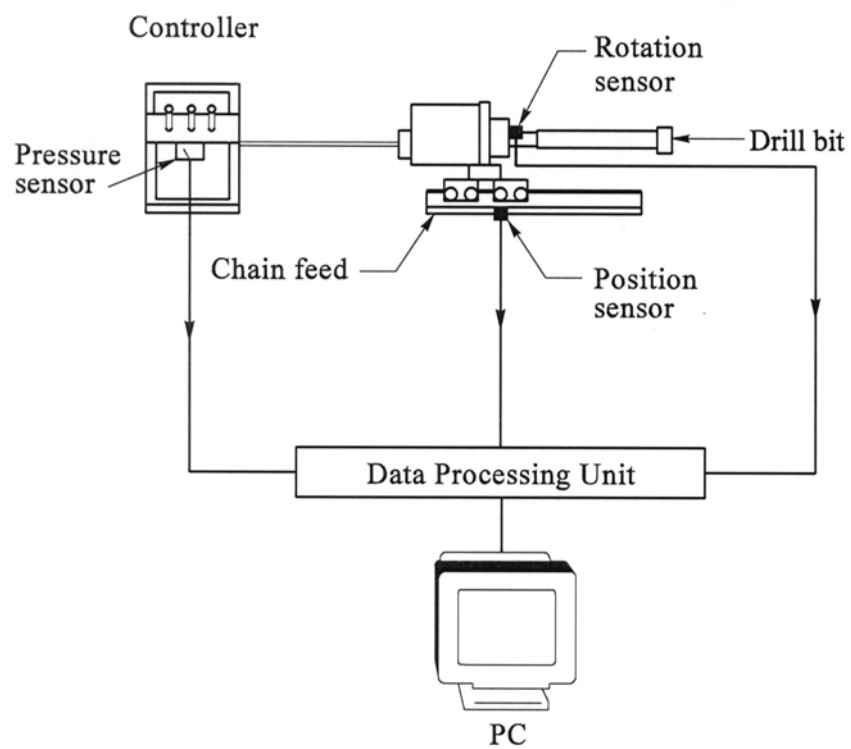 Controller
Rotation
sensor
Drill bit
Pressure
sensor
Chain feed
Position
sensor
Data Processing Unit
PC